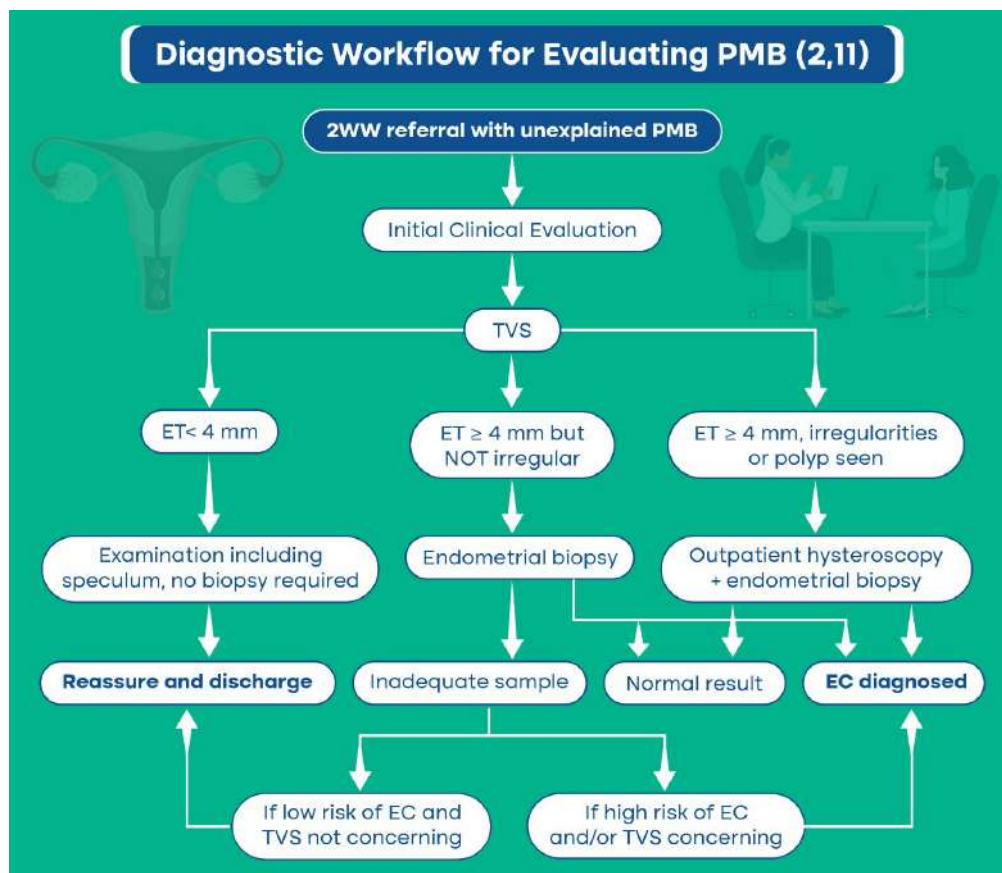 Diagnostic Workflow for Evaluating PMB (2,11)
2WW referral with unexplained PMB
Initial Clinical Evaluation
TVS
ET< 4 mm
ET ≥ 4 mm but
NOT irregular
ET ≥ 4 mm, irregularities
or polyp seen
Examination including
speculum, no biopsy required
Endometrial biopsy
Outpatient hysteroscopy
+ endometrial biopsy
Reassure and discharge
Inadequate sample
Normal result
EC diagnosed
If low risk of EC and
TVS not concerning
If high risk of EC
and/or TVS concerning